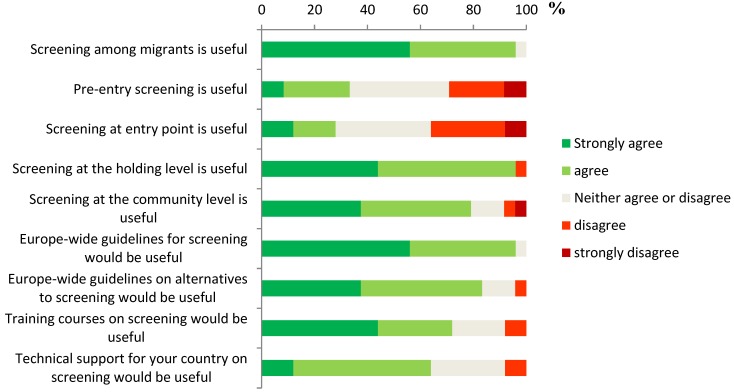 0 20 40 60 80 100 %
Screening among migrants is useful
Pre-entry screening is useful
Screening at entry point is useful
Screening at the holding level is useful
Screening at the community level is
useful
Europe-wide guidelines for screening
would be useful
Europe-wide guidelines on alternatives
to screening would be useful
Training courses on screening would be
useful
Technical support for your country on
screening would be useful
Strongly agree
agree
Neither agree or disagree
disagree
strongly disagree